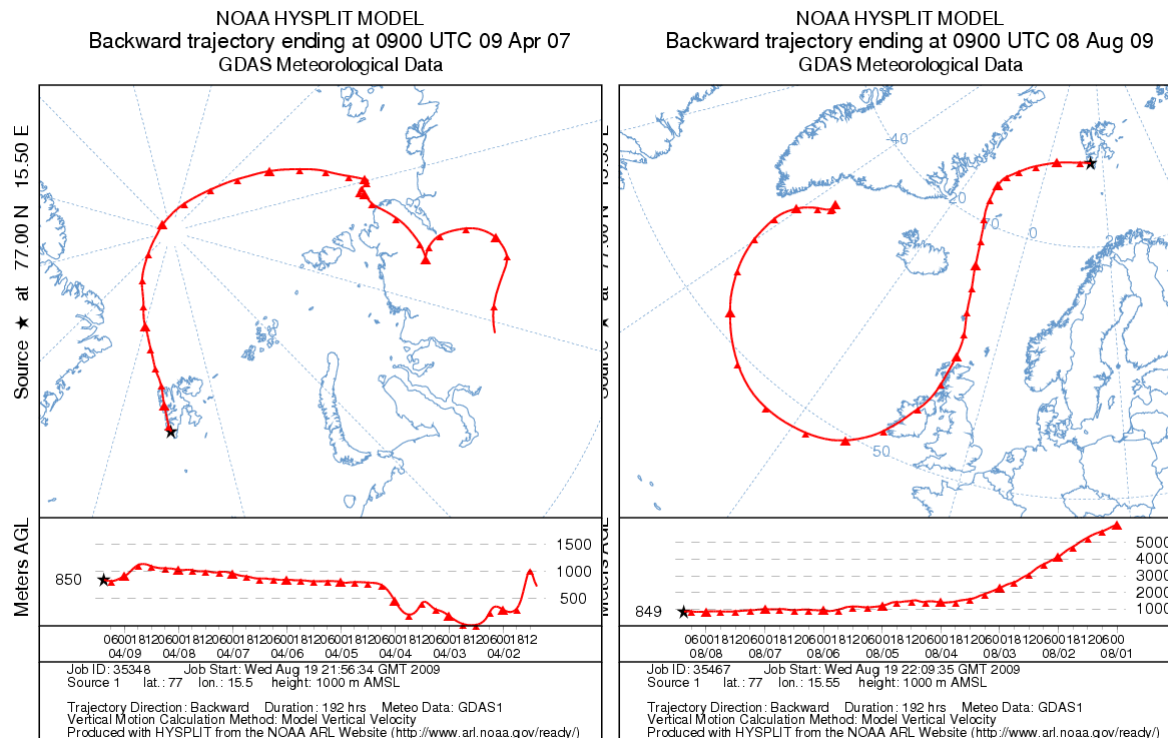 NOAA HYSPLIT MODEL
Backward trajectory ending at 0900 UTC 09 Apr 07
GDAS Meteorological Data
Source ★ at 77.00 N 15.50 E
Meters AGL
1500
1000
500
850
06001812060018120600181206001812060018120600181206001812060018 12
04/09 04/08 04/07 04/06 04/05 04/04 04/03 04/02
Job ID: 35348 Job Start: Wed Aug 19 21:56:34 GMT 2009
Source 1 lat.: 77 lon.: 15.5 height: 1000 m AMSL
Trajectory Direction: Backward Duration: 192 hrs Meteo Data: GDAS1
Vertical Motion Calculation Method: Model Vertical Velocity
Produced with HYSPLIT from the NOAA ARL Website (http://www.arl.noaa.gov/ready/)
NOAA HYSPLIT MODEL
Backward trajectory ending at 0900 UTC 08 Aug 09
GDAS Meteorological Data
Source ★ at 77.00 N 15.55 E
-40
-20
0
70
50
Meters AGL
5000
4000
3000
2000
1000
849
08/08 08/07 08/06 08/05 08/04 08/03 08/02 08/01
Job ID: 35467 Job Start: Wed Aug 19 22:09:35 GMT 2009
Source 1 lat.: 77 lon.: 15.55 height: 1000 m AMSL
Trajectory Direction: Backward Duration: 192 hrs Meteo Data: GDAS1
Vertical Motion Calculation Method: Model Vertical Velocity
Produced with HYSPLIT from the NOAA ARL Website (http://www.arl.noaa.gov/ready/)